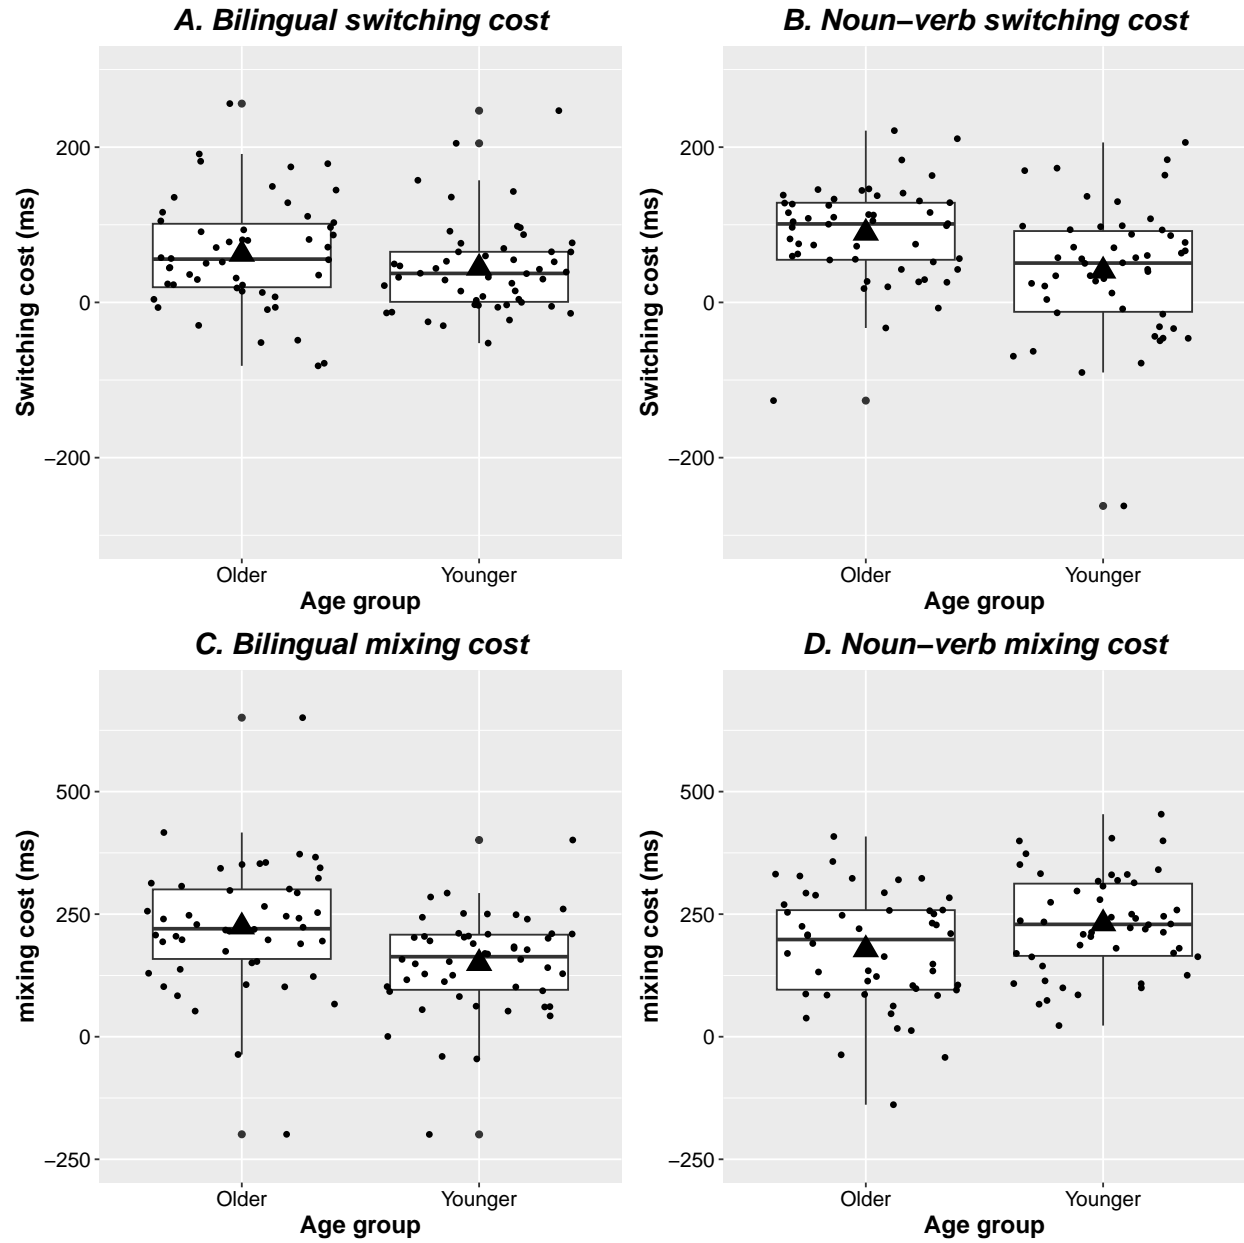 A. Bilingual switching cost
Switching cost (ms)
200
0
−200
Older Younger
Age group
B. Noun−verb switching cost
Switching cost (ms)
200
0
−200
Older Younger
Age group
C. Bilingual mixing cost
mixing cost (ms)
500
250
0
−250
Older Younger
Age group
D. Noun−verb mixing cost
mixing cost (ms)
500
250
0
−250
Older Younger
Age group